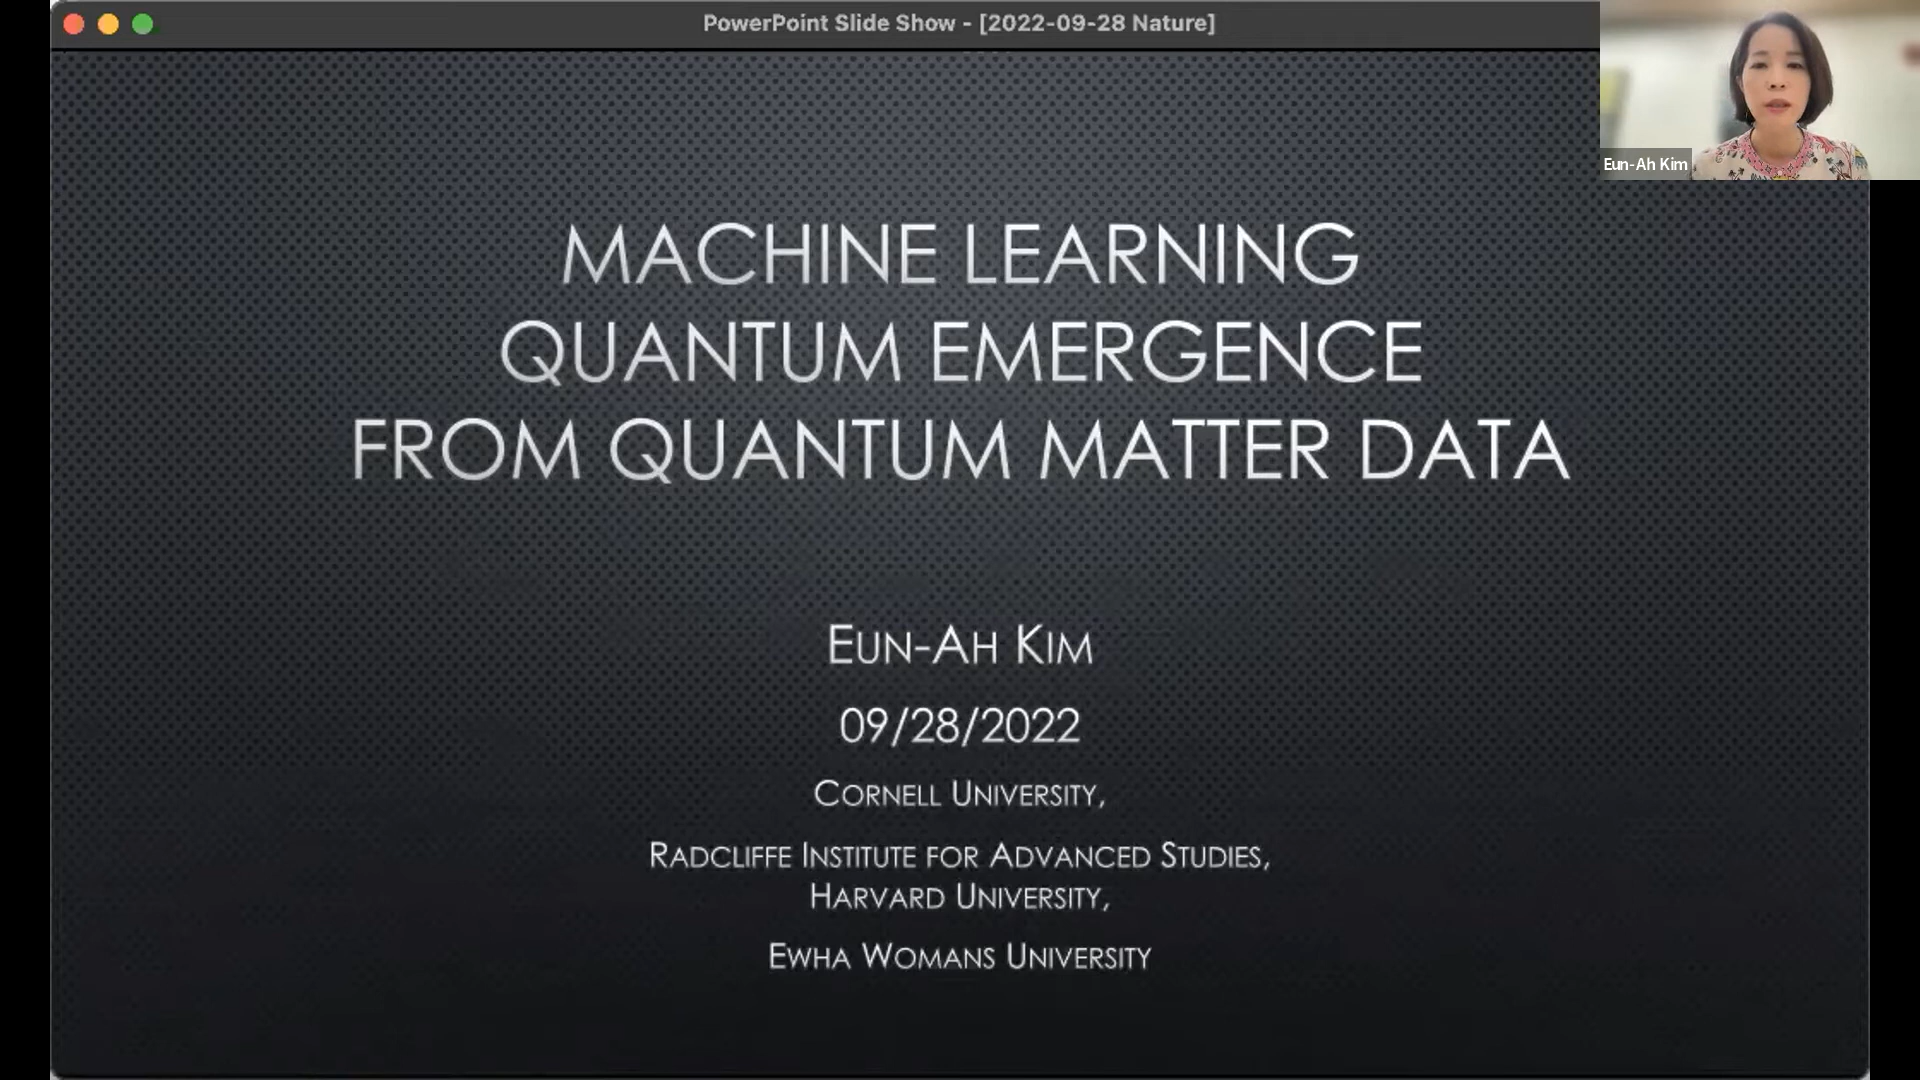 PowerPoint Slide Show - [2022-09-28 Nature]
Eun-Ah Kim
MACHINE LEARNING
QUANTUM EMERGENCE
FROM QUANTUM MATTER DATA
EUN-AH KIM
09/28/2022
CORNELL UNIVERSITY,
RADCLIFFE INSTITUTE FOR ADVANCED STUDIES,
HARVARD UNIVERSITY,
EWHA WOMANS UNIVERSITY